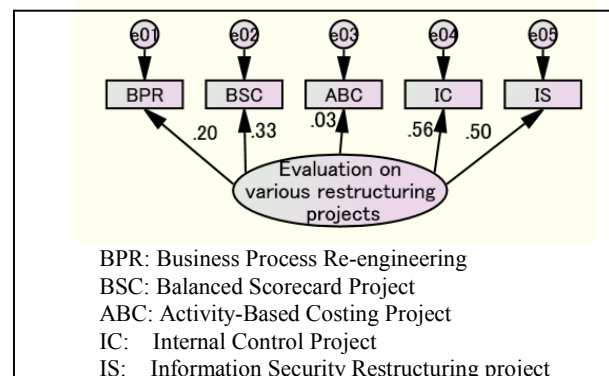 e01 e02 e03 e04 e05
BPR BSC ABC IC IS
.20 .33 .03 .56 .50
Evaluation on
various restructuring
projects
BPR: Business Process Re-engineering
BSC: Balanced Scorecard Project
ABC: Activity-Based Costing Project
IC: Internal Control Project
IS: Information Security Restructuring project